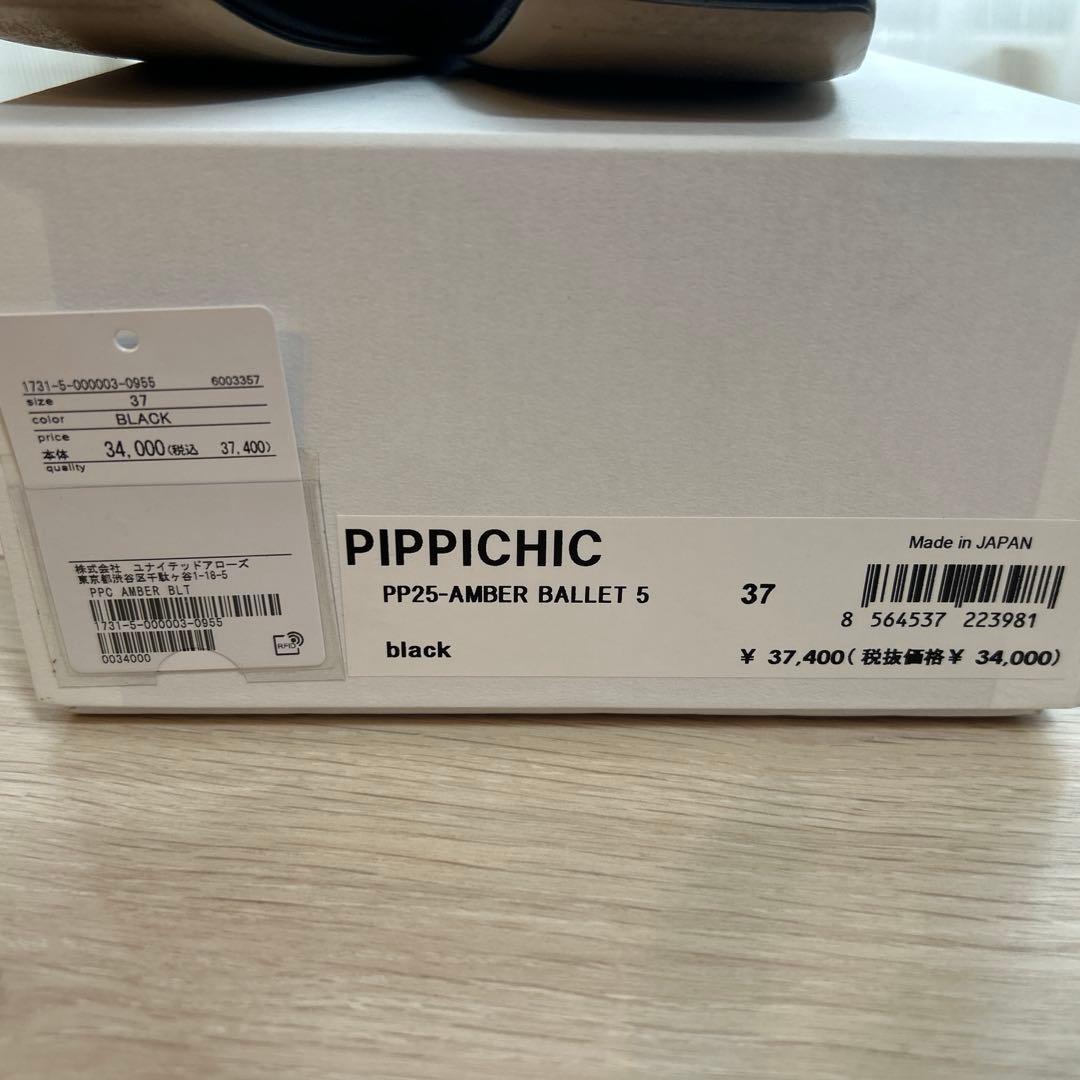 1731-5-000003-0955 6003357
size 37
color BLACK
price
本体 34,000(税込 37,400)
quality
株式会社 ユナイテッドアローズ
東京都渋谷区千駄ヶ谷1-18-5
PPC AMBER BLT
1731-5-000003-0955
0034000
RFID
PIPPICHIC Made in JAPAN
PP25-AMBER BALLET 5 37
8 564537 223981
black ¥ 37,400(税抜価格¥ 34,000)